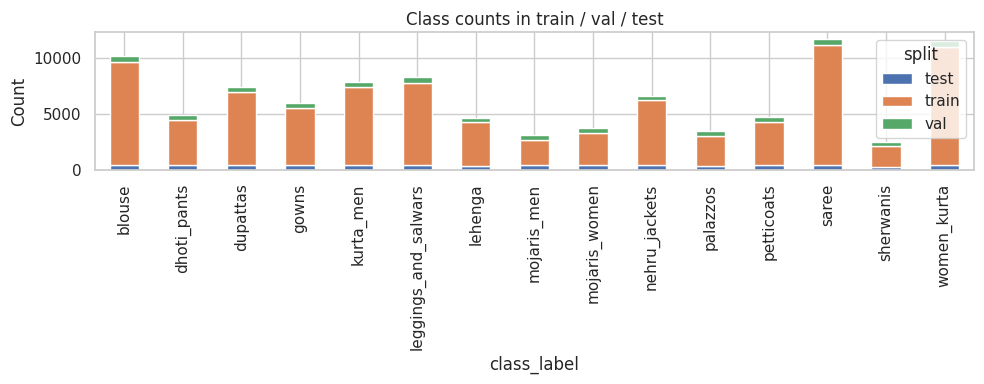 Class counts in train / val / test
Count
10000
5000
0
split
test
train
val
blouse
dhoti_pants
dupattas
gowns
kurta_men
leggings_and_salwars
lehenga
mojaris_men
mojaris_women
nehru_jackets
palazzos
petticoats
saree
sherwanis
women_kurta
class_label